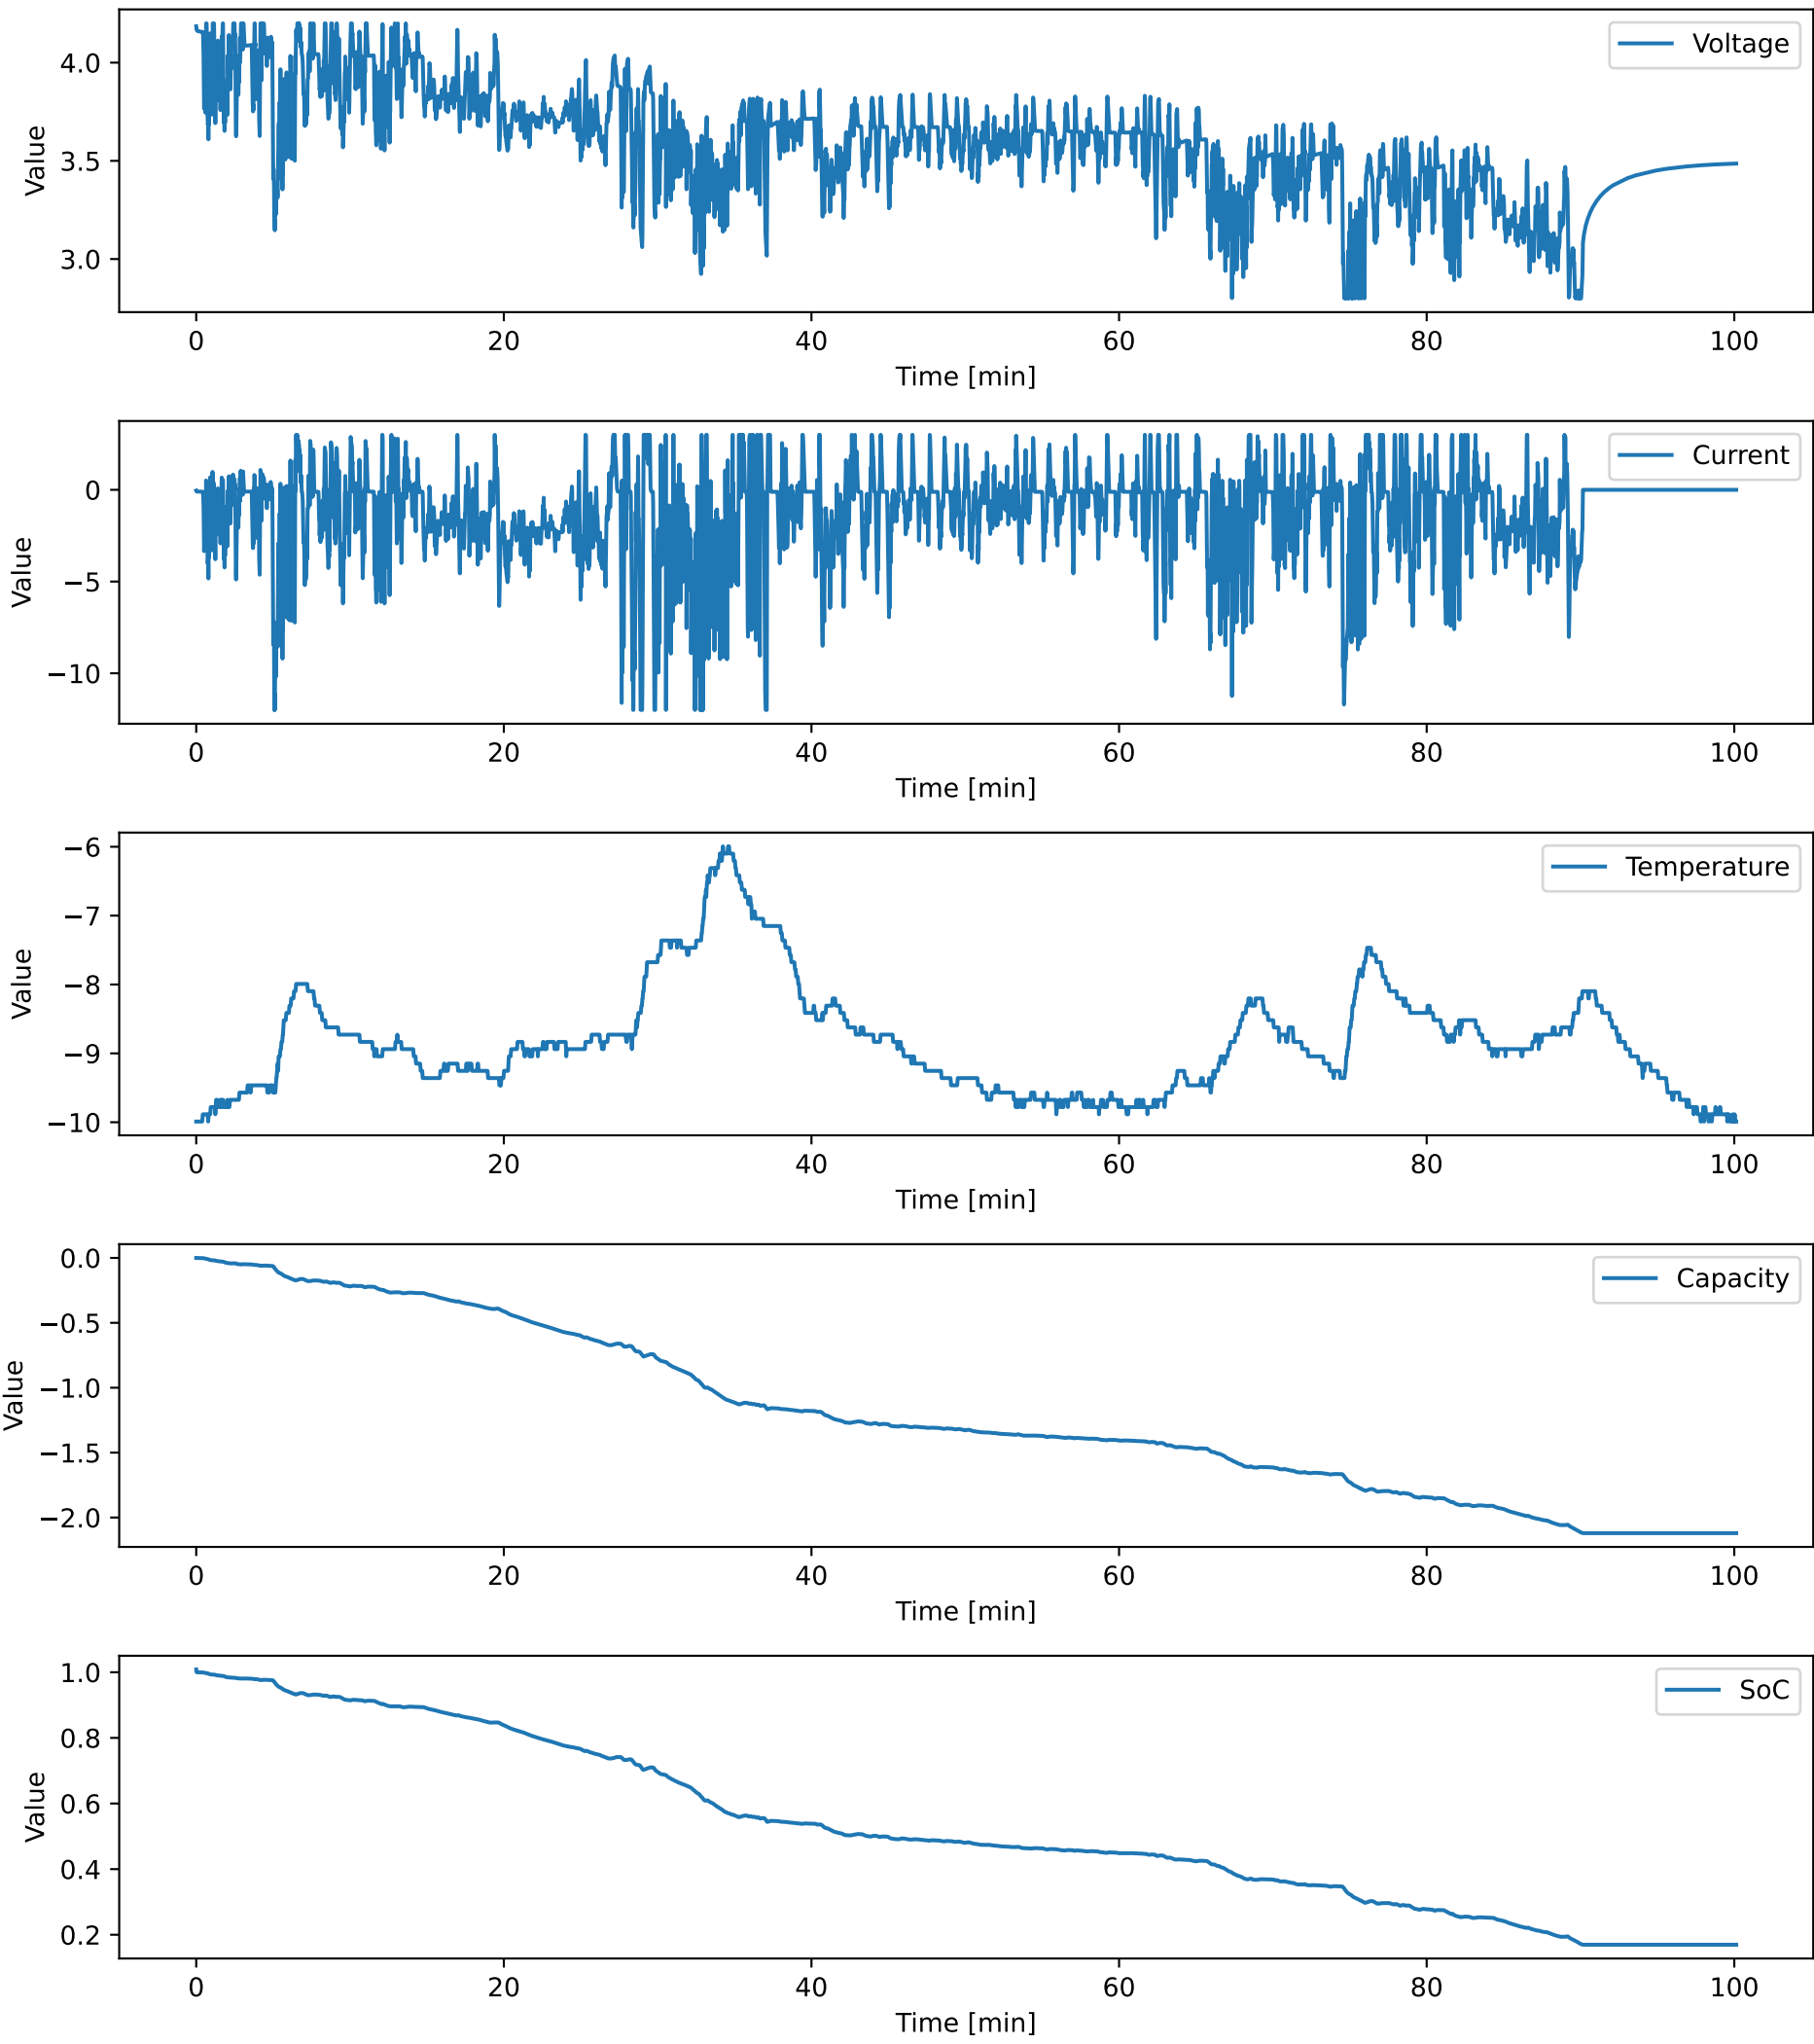 Voltage
4.0
3.5
3.0
Value
0 20 40 60 80 100
Time [min]
Current
0
−5
−10
Value
0 20 40 60 80 100
Time [min]
Temperature
−6
−7
−8
−9
−10
Value
0 20 40 60 80 100
Time [min]
Capacity
0.0
−0.5
−1.0
−1.5
−2.0
Value
0 20 40 60 80 100
Time [min]
SoC
1.0
0.8
0.6
0.4
0.2
Value
0 20 40 60 80 100
Time [min]